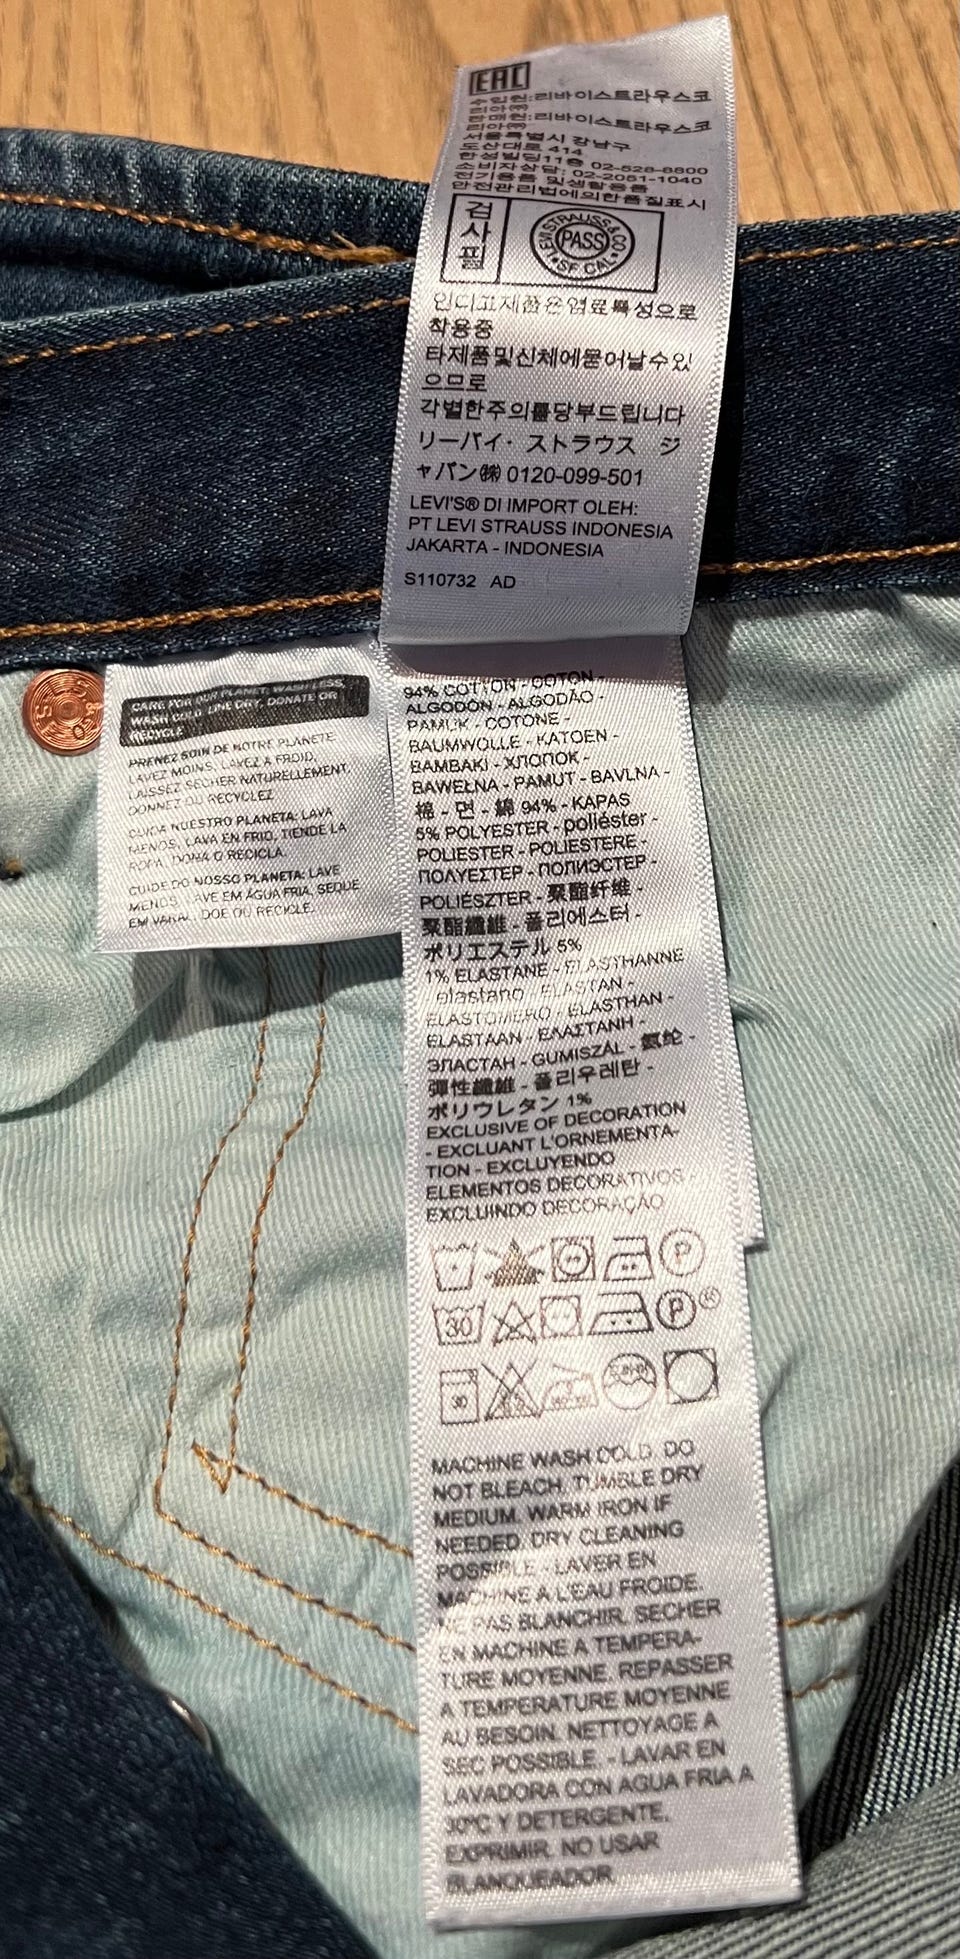 EAC
수입원:리바이스트라우스코
리아㈜
판매원:리바이스트라우스코
리아㈜
서울특별시 강남구
도산대로 414
한성빌딩11층 02-528-8800
소비자상담: 02-2051-1040
전기용품 및생활용품
안전관리법에의한품질표시
검사필
LEVI STRAUSS & CO
PASS
SF. CAL.
인디고제품은염료특성으로
착용중
타제품및신체에묻어날수있
으므로
각별한주의를당부드립니다
リーバイ・ストラウス ジ
ャパン㈱ 0120-099-501
LEVI'S® DI IMPORT OLEH:
PT LEVI STRAUSS INDONESIA
JAKARTA - INDONESIA
S110732 AD
CARE FOR OUR PLANET: WASH LESS,
WASH COLD, LINE DRY, DONATE OR
RECYCLE.
PRENEZ SOIN DE NOTRE PLANÈTE:
LAVEZ MOINS, LAVEZ A FROID,
LAISSEZ SÉCHER NATURELLEMENT,
DONNEZ OU RECYCLEZ
CUIDA NUESTRO PLANETA: LAVA
MENOS, LAVA EN FRIO, TIENDE LA
ROPA, DONA O RECICLA.
CUIDE DO NOSSO PLANETA: LAVE
MENOS, LAVE EM ÁGUA FRIA, SEQUE
EM VARAL, DOE OU RECICLE.
94% COTTON - COTON -
ALGODÓN - ALGODÃO -
PAMUK - COTONE -
BAUMWOLLE - KATOEN -
ΒΑΜΒΑΚΙ - ХЛОПОК -
BAWEŁNA - PAMUT - BAVLNA -
棉 - 면 - 綿 94% - KAPAS
5% POLYESTER - poliéster -
POLIESTER - POLIESTERE -
ΠΟΛΥΕΣΤΕΡ - ПОЛИЭСТЕР -
POLIÉSZTER - 聚酯纤维 -
聚酯纖維 - 폴리에스터 -
ポリエステル 5%
1% ELASTANE - ELASTHANNE
- elastano - ELASTAN -
ELASTOMERO - ELASTHAN -
ELASTAAN - ΕΛΑΣΤΑΝΗ -
ЭЛАСТАН - GUMISZÁL - 氨纶 -
彈性纖維 - 폴리우레탄 -
ポリウレタン 1%
EXCLUSIVE OF DECORATION
- EXCLUANT L'ORNEMENTA-
TION - EXCLUYENDO
ELEMENTOS DECORATIVOS -
EXCLUINDO DECORAÇÃO
P
30 P ®
30
MACHINE WASH COLD. DO
NOT BLEACH. TUMBLE DRY
MEDIUM. WARM IRON IF
NEEDED. DRY CLEANING
POSSIBLE - LAVER EN
MACHINE A L'EAU FROIDE.
NE PAS BLANCHIR. SECHER
EN MACHINE A TEMPERA-
TURE MOYENNE. REPASSER
A TEMPERATURE MOYENNE
AU BESOIN. NETTOYAGE A
SEC POSSIBLE. - LAVAR EN
LAVADORA CON AGUA FRIA A
30ºC Y DETERGENTE.
EXPRIMIR. NO USAR
BLANQUEADOR.